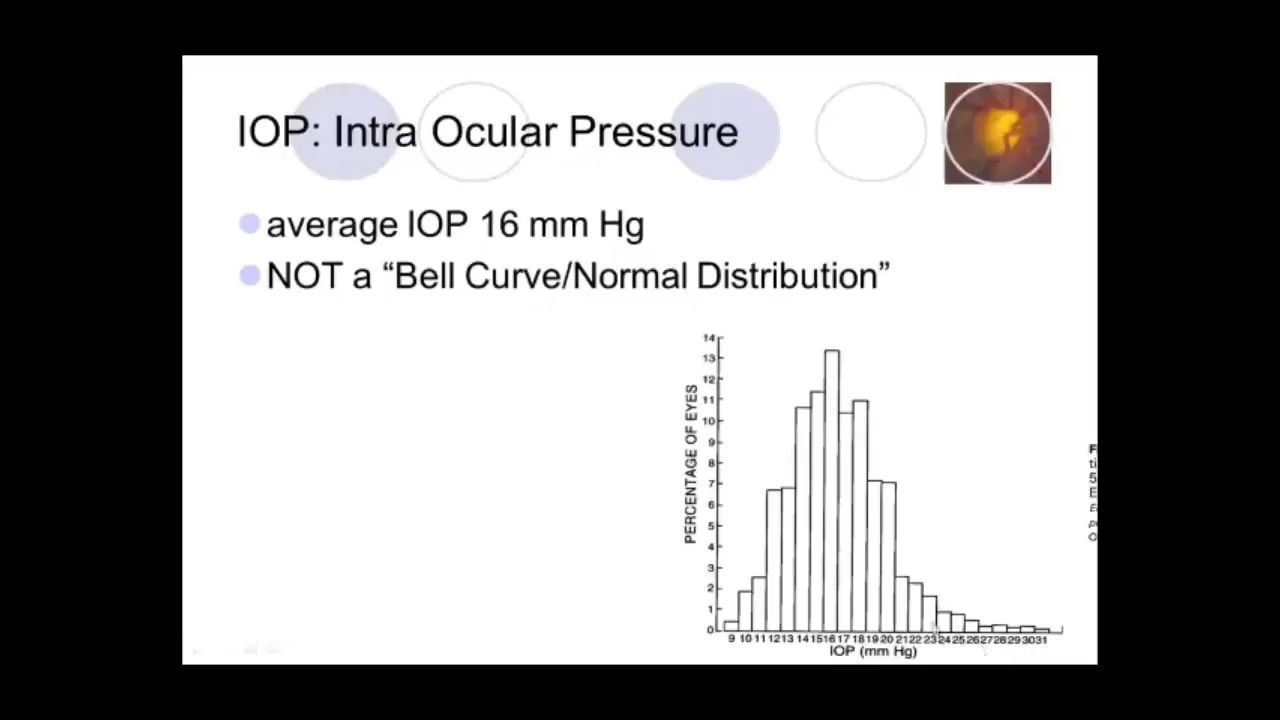 IOP: Intra Ocular Pressure
average IOP 16 mm Hg
NOT a “Bell Curve/Normal Distribution”
14
13
12
11
10
9
8
7
6
5
4
3
2
1
0
PERCENTAGE OF EYES
9 10 11 12 13 14 15 16 17 18 19 20 21 22 23 24 25 26 27 28 29 30 31
IOP (mm Hg)
F
ti
5
E